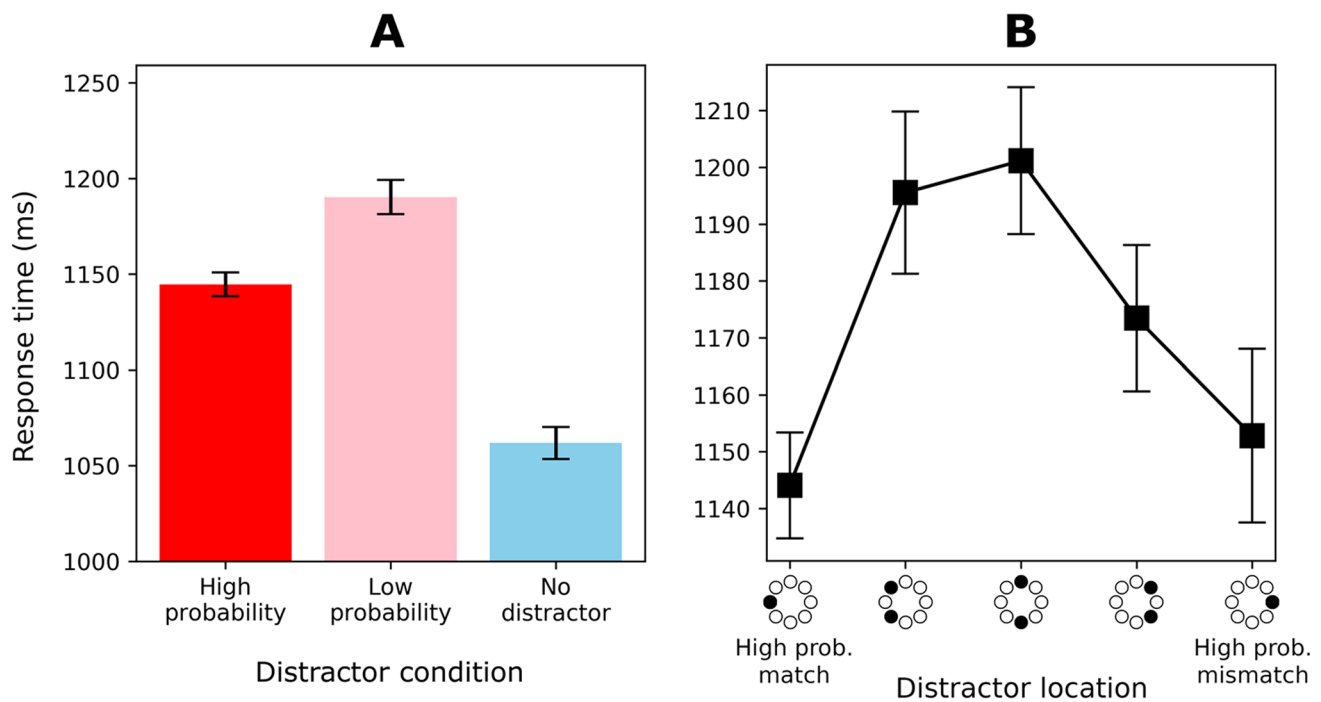 A
Response time (ms)
1250
1200
1150
1100
1050
1000
High
probability
Low
probability
No
distractor
Distractor condition
B
1210
1200
1190
1180
1170
1160
1150
1140
High prob.
match
High prob.
mismatch
Distractor location